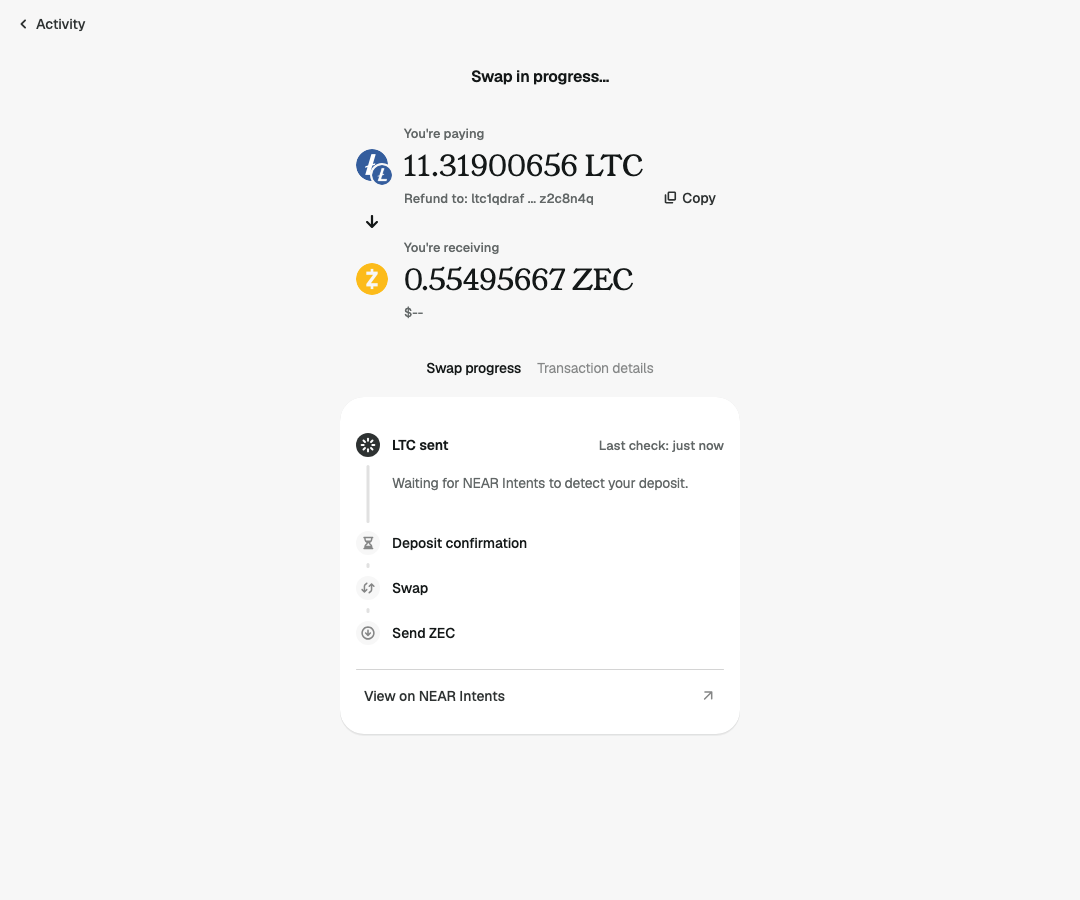 Activity
Swap in progress...
You're paying
11.31900656 LTC
Refund to: ltc1qdraf ... z2c8n4q
Copy
You're receiving
0.55495667 ZEC
$--
Swap progress
Transaction details
LTC sent
Last check: just now
Waiting for NEAR Intents to detect your deposit.
Deposit confirmation
Swap
Send ZEC
View on NEAR Intents